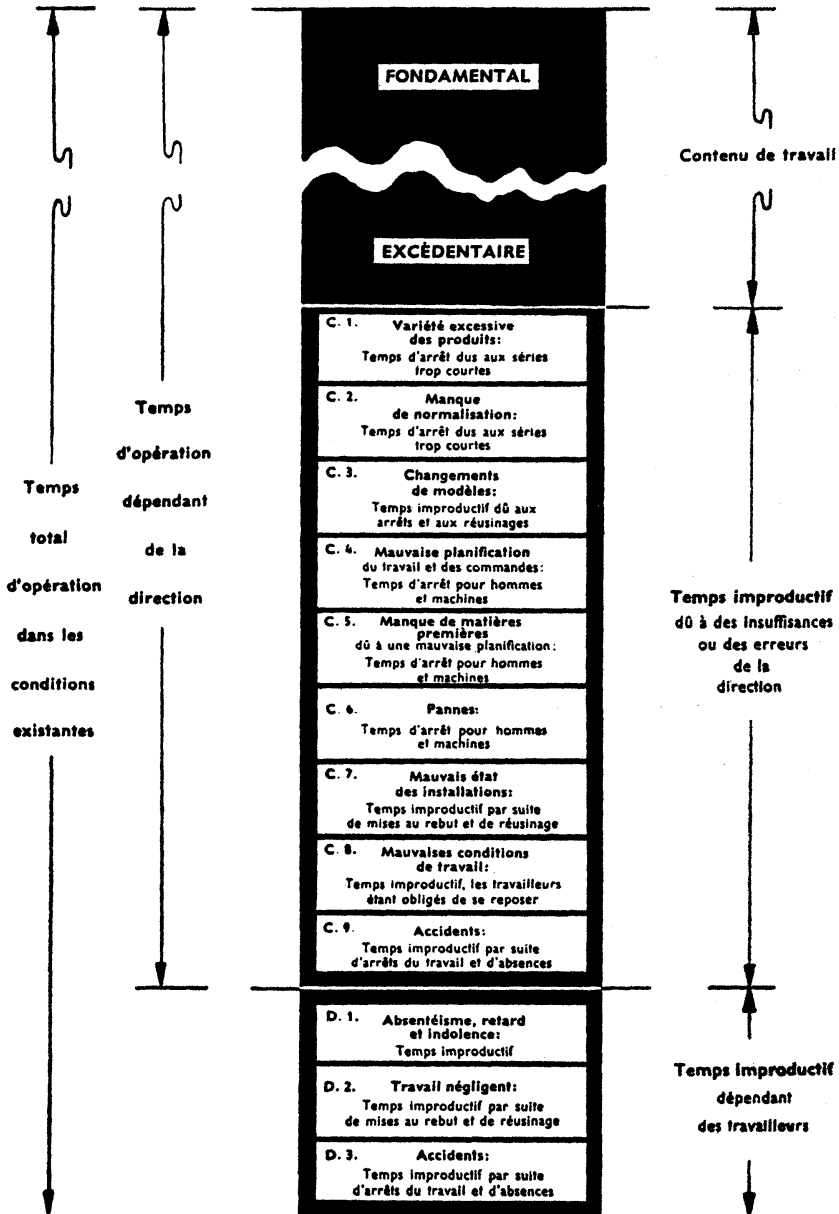 FONDAMENTAL
EXCÈDENTAIRE
Contenu de travail
C. 1. Variété excessive
des produits:
Temps d'arrêt dus aux séries
trop courtes
C. 2. Manque
de normalisation:
Temps d'arrêt dus aux séries
trop courtes
C. 3. Changements
de modèles:
Temps improductif dû aux
arrêts et aux réusinages
C. 4. Mauvaise planification
du travail et des commandes:
Temps d'arrêt pour hommes
et machines
C. 5. Manque de matières
premières
dû à une mauvaise planification:
Temps d'arrêt pour hommes
et machines
C. 6. Pannes:
Temps d'arrêt pour hommes
et machines
C. 7. Mauvais état
des installations:
Temps improductif par suite
de mises au rebut et de réusinage
C. 8. Mauvaises conditions
de travail:
Temps improductif, les travailleurs
étant obligés de se reposer
C. 9. Accidents:
Temps improductif par suite
d'arrêts du travail et d'absences
D. 1. Absentéisme, retard
et indolence:
Temps improductif
D. 2. Travail négligent:
Temps improductif par suite
de mises au rebut et de réusinage
D. 3. Accidents:
Temps improductif par suite
d'arrêts du travail et d'absences
Temps
total
d'opération
dans les
conditions
existantes
Temps
d'opération
dépendant
de la
direction
Temps improductif
dû à des insuffisances
ou des erreurs
de la
direction
Temps improductif
dépendant
des travailleurs